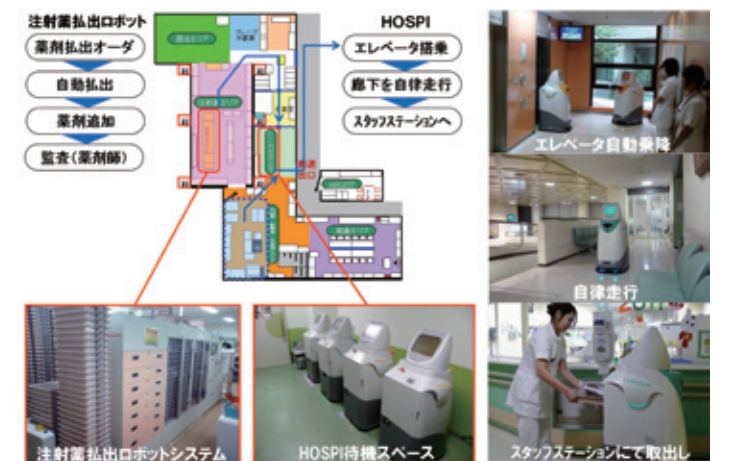 注射薬払出ロボット
薬剤払出オーダ
自動払出
薬剤追加
監査(薬剤師)
HOSPI
エレベータ搭乗
廊下を自律走行
スタッフステーションへ
エレベータ自動乗降
自律走行
注射薬払出ロボットシステム
HOSPI待機スペース
スタッフステーションにて取出し